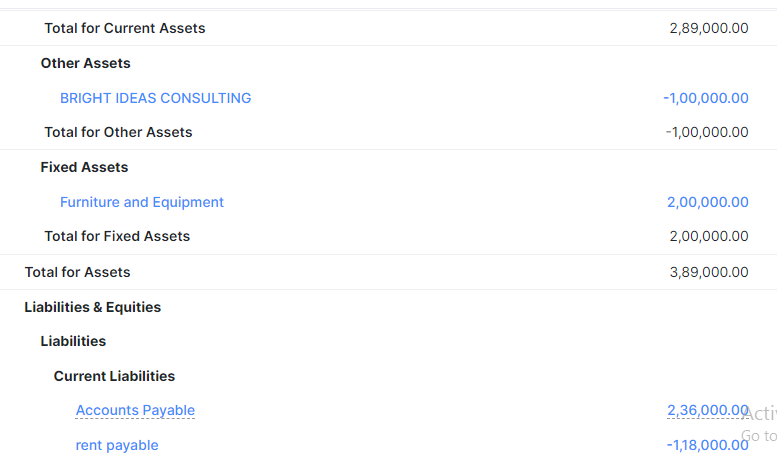 Total for Current Assets 2,89,000.00
Other Assets
BRIGHT IDEAS CONSULTING -1,00,000.00
Total for Other Assets -1,00,000.00
Fixed Assets
Furniture and Equipment 2,00,000.00
Total for Fixed Assets 2,00,000.00
Total for Assets 3,89,000.00
Liabilities & Equities
Liabilities
Current Liabilities
Accounts Payable 2,36,000.00
Go to
rent payable -1,18,000.00